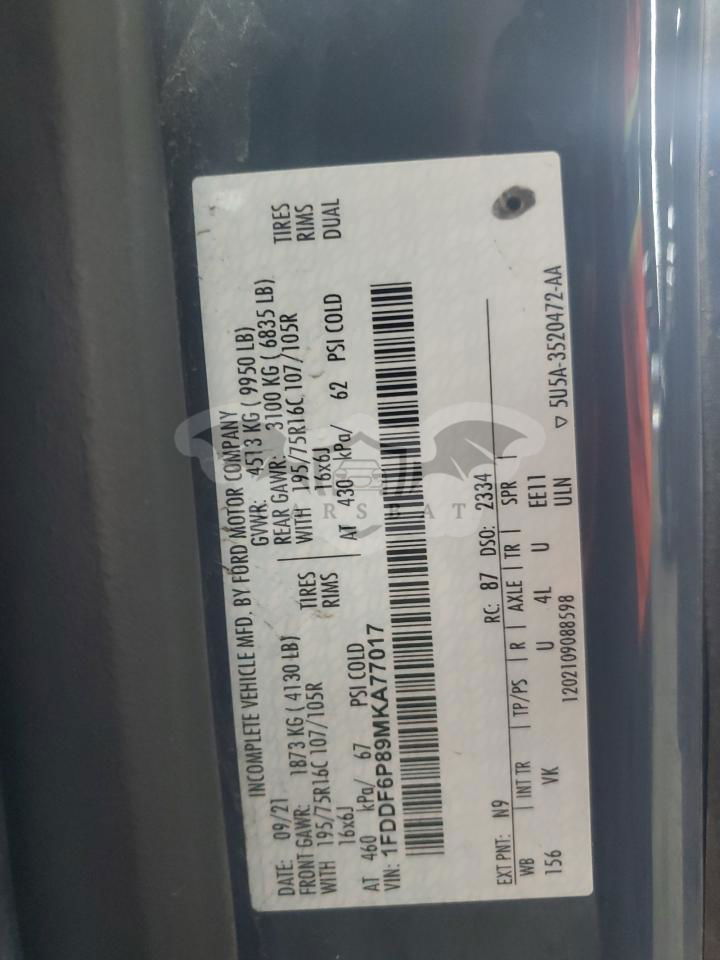 INCOMPLETE VEHICLE MFD. BY FORD MOTOR COMPANY
DATE: 09/21 GVWR: 4513 KG ( 9950 LB)
FRONT GAWR: 1873 KG ( 4130 LB) REAR GAWR: 3100 KG ( 6835 LB)
WITH 195/75R16C 107/105R TIRES WITH 195/75R16C 107/105R TIRES
16x6J RIMS 16x6J RIMS
AT 460 kPa/ 67 PSI COLD AT 430 kPa/ 62 PSI COLD DUAL
VIN: 1FDDF6P89MKA77017
EXT PNT: N9 RC: 87 DSO: 2334
WB | INT TR | TP/PS | R | AXLE | TR | SPR |
156 VK U 4L U EE11
1202109088598 ULN
▽ 5U5A-3520472-AA